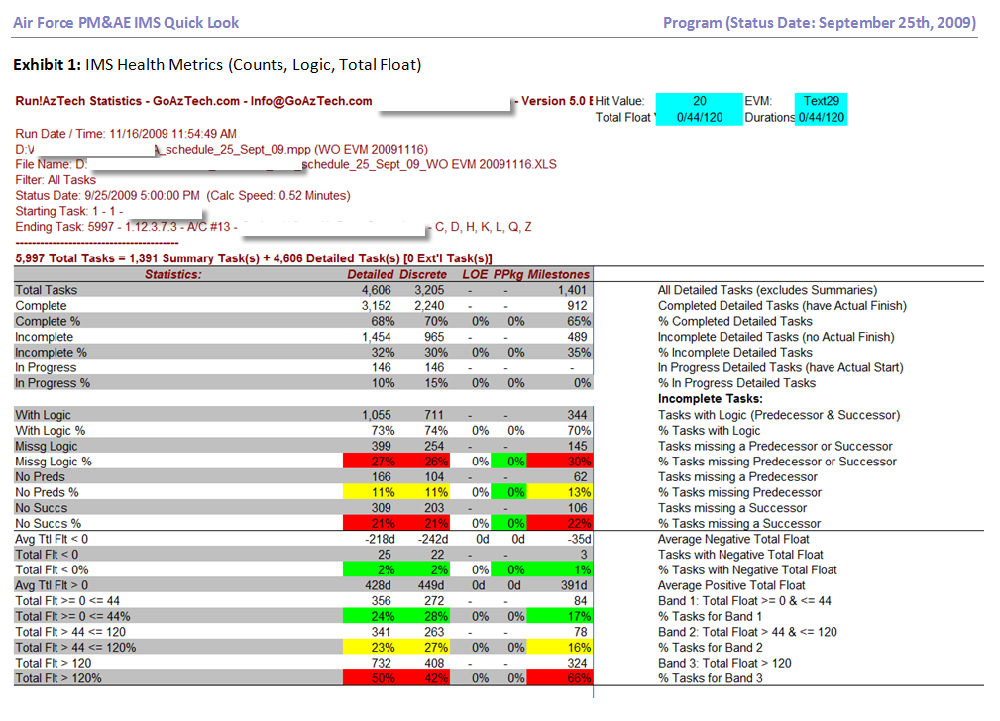 Air Force PM&AE IMS Quick Look Program (Status Date: September 25th, 2009)
Exhibit 1: IMS Health Metrics (Counts, Logic, Total Float)
Run!AzTech Statistics - GoAzTech.com - Info@GoAzTech.com - Version 5.0 Hit Value: 20 EVM: Text29
Total Float 0/44/120 Durations 0/44/120
Run Date / Time: 11/16/2009 11:54:49 AM
D:\ _schedule_25_Sept_09.mpp (WO EVM 20091116)
File Name: D: schedule_25_Sept_09_WO EVM 20091116.XLS
Filter: All Tasks
Status Date: 9/25/2009 5:00:00 PM (Calc Speed: 0.52 Minutes)
Starting Task: 1 - 1 -
Ending Task: 5997 - 1.12.3.7.3 - A/C #13 - - C, D, H, K, L, Q, Z
----------------------------------------
5,997 Total Tasks = 1,391 Summary Task(s) + 4,606 Detailed Task(s) [0 Ext'l Task(s)]
Statistics: Detailed Discrete LOE PPkg Milestones
Total Tasks 4,606 3,205 - - 1,401 All Detailed Tasks (excludes Summaries)
Complete 3,152 2,240 - - 912 Completed Detailed Tasks (have Actual Finish)
Complete % 68% 70% 0% 0% 65% % Completed Detailed Tasks
Incomplete 1,454 965 - - 489 Incomplete Detailed Tasks (no Actual Finish)
Incomplete % 32% 30% 0% 0% 35% % Incomplete Detailed Tasks
In Progress 146 146 - - - In Progress Detailed Tasks (have Actual Start)
In Progress % 10% 15% 0% 0% 0% % In Progress Detailed Tasks
Incomplete Tasks:
With Logic 1,055 711 - - 344 Tasks with Logic (Predecessor & Successor)
With Logic % 73% 74% 0% 0% 70% % Tasks with Logic
Missg Logic 399 254 - - 145 Tasks missing a Predecessor or Successor
Missg Logic % 27% 26% 0% 0% 30% % Tasks missing Predecessor or Successor
No Preds 166 104 - - 62 Tasks missing a Predecessor
No Preds % 11% 11% 0% 0% 13% % Tasks missing Predecessor
No Succs 309 203 - - 106 Tasks missing a Successor
No Succs % 21% 21% 0% 0% 22% % Tasks missing a Successor
Avg Ttl Flt < 0 -218d -242d 0d 0d -35d Average Negative Total Float
Total Flt < 0 25 22 - - 3 Tasks with Negative Total Float
Total Flt < 0% 2% 2% 0% 0% 1% % Tasks with Negative Total Float
Avg Ttl Flt > 0 428d 449d 0d 0d 391d Average Positive Total Float
Total Flt >= 0 <= 44 356 272 - - 84 Band 1: Total Float >= 0 & <= 44
Total Flt >= 0 <= 44% 24% 28% 0% 0% 17% % Tasks for Band 1
Total Flt > 44 <= 120 341 263 - - 78 Band 2: Total Float > 44 & <= 120
Total Flt > 44 <= 120% 23% 27% 0% 0% 16% % Tasks for Band 2
Total Flt > 120 732 408 - - 324 Band 3: Total Float > 120
Total Flt > 120% 50% 42% 0% 0% 66% % Tasks for Band 3